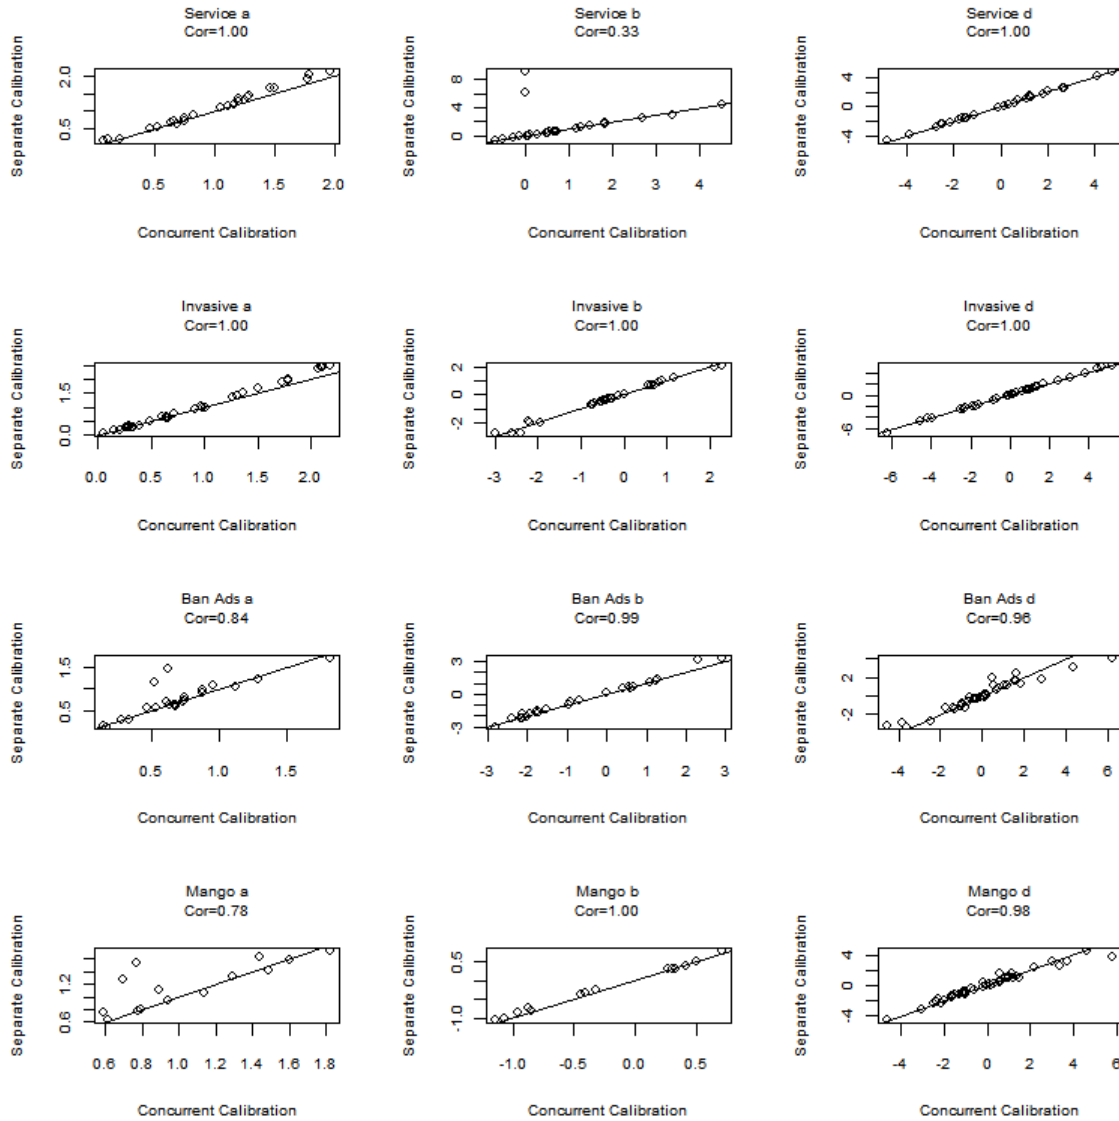 Service a
Cor=1.00
Separate Calibration
2.0
0.5
0.5 1.0 1.5 2.0
Concurrent Calibration
Service b
Cor=0.33
Separate Calibration
8
4
0
0 1 2 3 4
Concurrent Calibration
Service d
Cor=1.00
Separate Calibration
4
0
-4
-4 -2 0 2 4
Concurrent Calibration
Invasive a
Cor=1.00
Separate Calibration
1.5
0.0
0.0 0.5 1.0 1.5 2.0
Concurrent Calibration
Invasive b
Cor=1.00
Separate Calibration
2
0
-2
-3 -2 -1 0 1 2
Concurrent Calibration
Invasive d
Cor=1.00
Separate Calibration
0
-6
-6 -4 -2 0 2 4
Concurrent Calibration
Ban Ads a
Cor=0.84
Separate Calibration
1.5
0.5
0.5 1.0 1.5
Concurrent Calibration
Ban Ads b
Cor=0.99
Separate Calibration
3
0
-3
-3 -2 -1 0 1 2 3
Concurrent Calibration
Ban Ads d
Cor=0.96
Separate Calibration
2
-2
-4 -2 0 2 4 6
Concurrent Calibration
Mango a
Cor=0.78
Separate Calibration
1.2
0.6
0.6 0.8 1.0 1.2 1.4 1.6 1.8
Concurrent Calibration
Mango b
Cor=1.00
Separate Calibration
0.5
-1.0
-1.0 -0.5 0.0 0.5
Concurrent Calibration
Mango d
Cor=0.98
Separate Calibration
4
0
-4
-4 -2 0 2 4 6
Concurrent Calibration